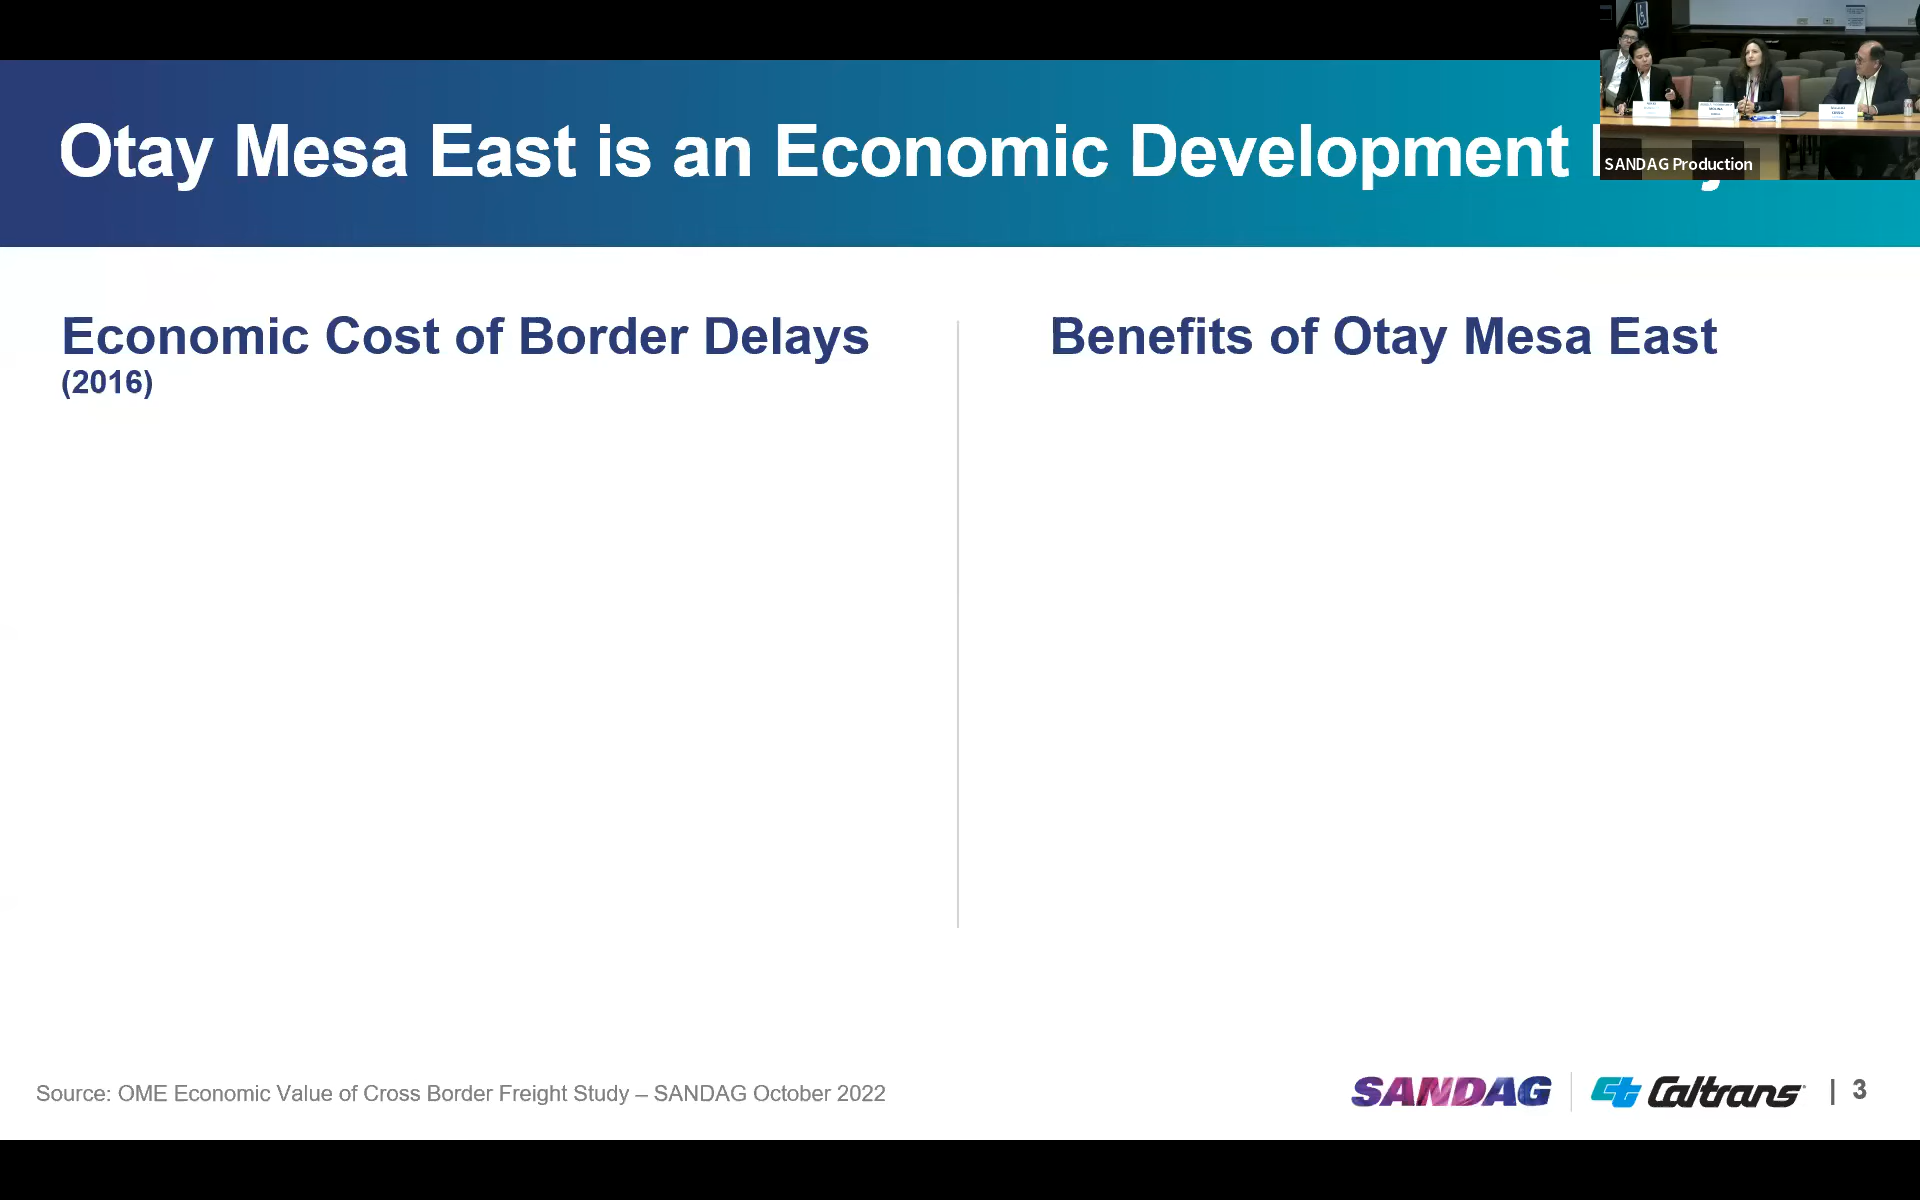 Otay Mesa East is an Economic Development
SANDAG Production
Economic Cost of Border Delays
(2016)
Benefits of Otay Mesa East
Source: OME Economic Value of Cross Border Freight Study – SANDAG October 2022
SANDAG
Caltrans
| 3